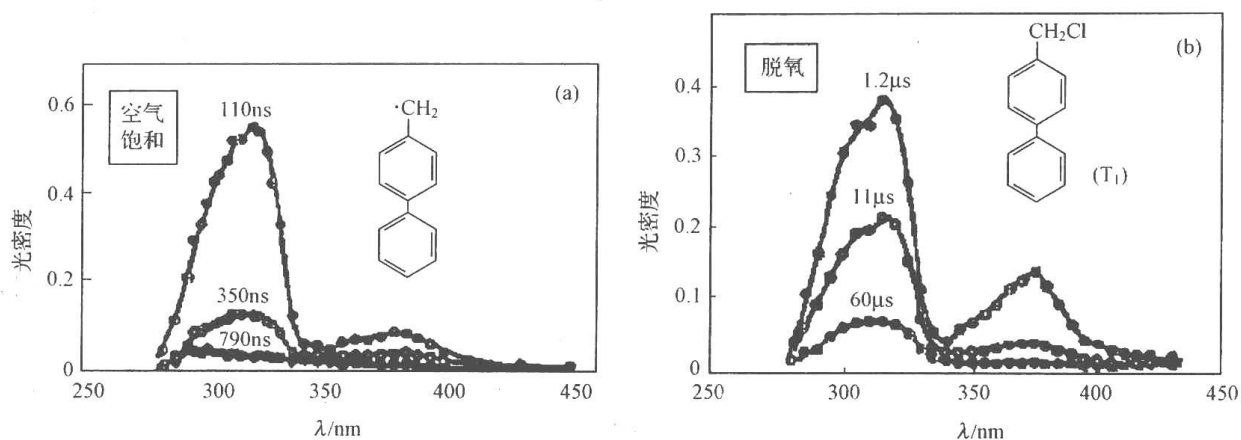 空气
饱和
(a)
110ns
·CH₂
350ns
790ns
0.6
0.4
0.2
0
光密度
250
300
350
400
450
λ/nm
脱氧
(b)
CH₂Cl
1.2μs
(T₁)
11μs
60μs
0.4
0.3
0.2
0.1
0
光密度
250
300
350
400
450
λ/nm